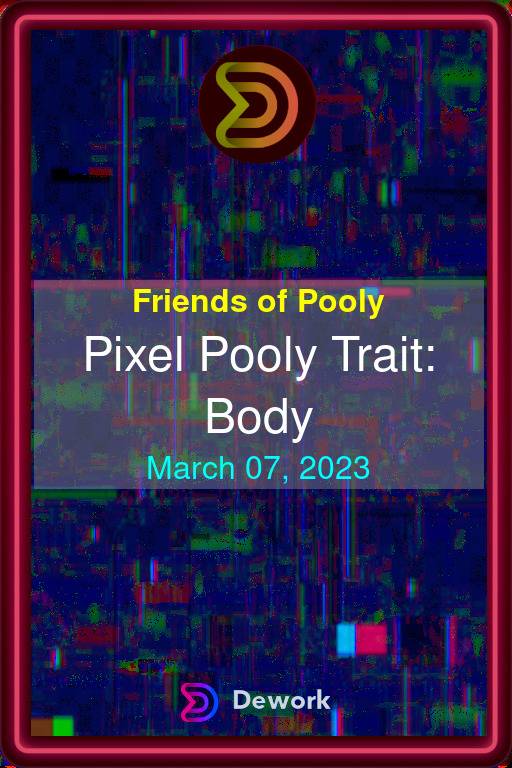 Friends of Pooly
Pixel Pooly Trait:
Body
March 07, 2023
Dework